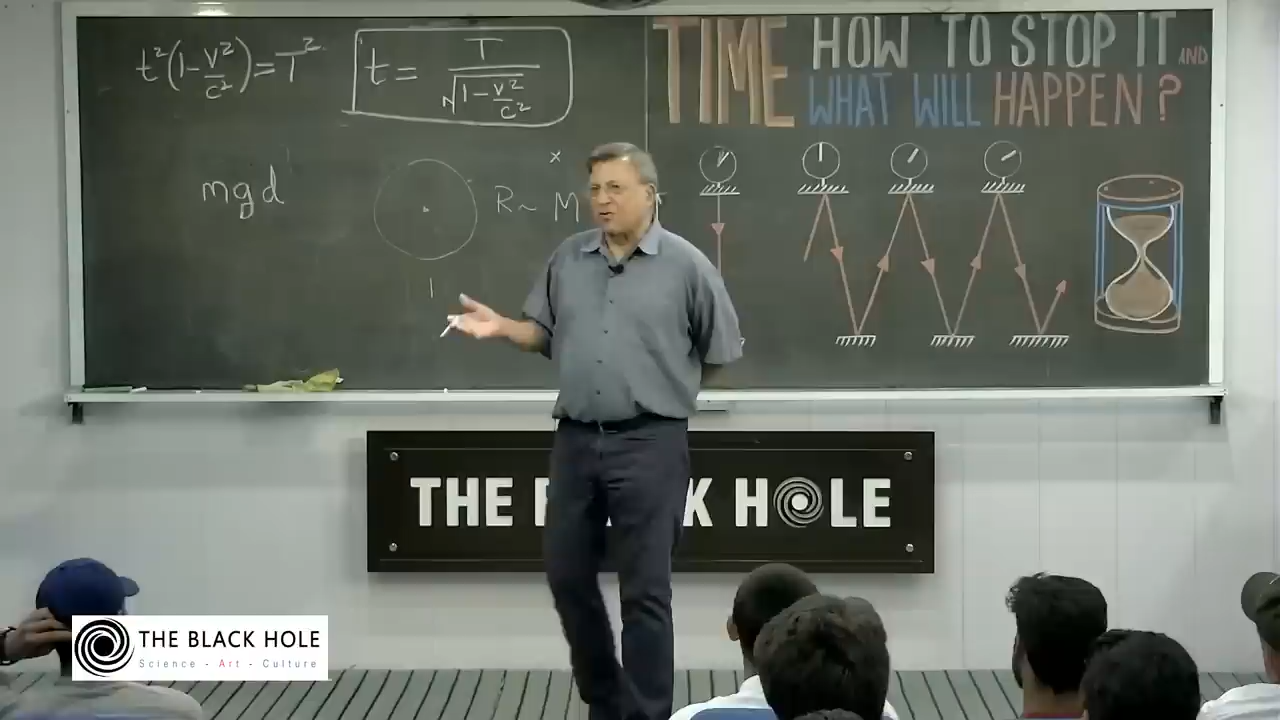 t²(1-v²/c²)=T²
t = T/√(1-v²/c²)
TIME HOW TO STOP IT AND
WHAT WILL HAPPEN?
mgd
x
R~ M
THE BLACK HOLE
THE BLACK HOLE
Science - Art - Culture